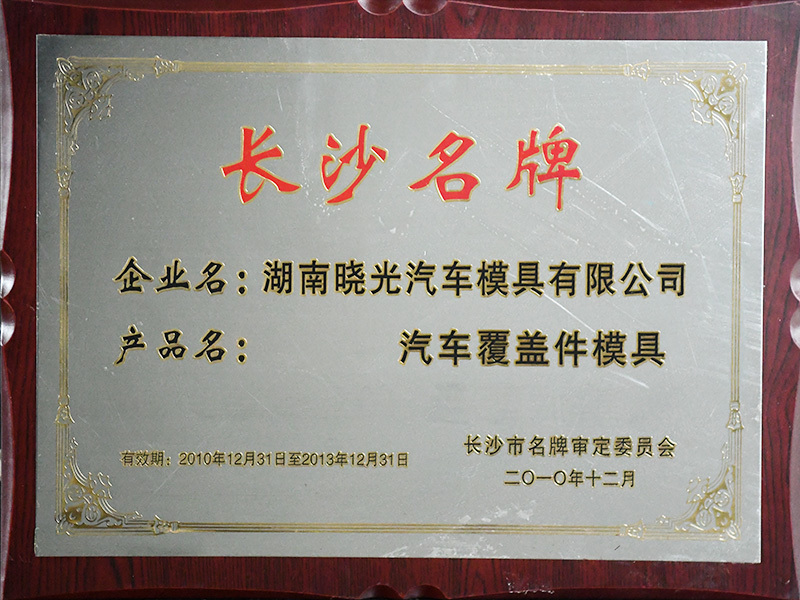 长沙名牌
企业名：湖南晓光汽车模具有限公司
产品名： 汽车覆盖件模具
有效期：2010年12月31日至2013年12月31日
长沙市名牌审定委员会
二〇一〇年十二月